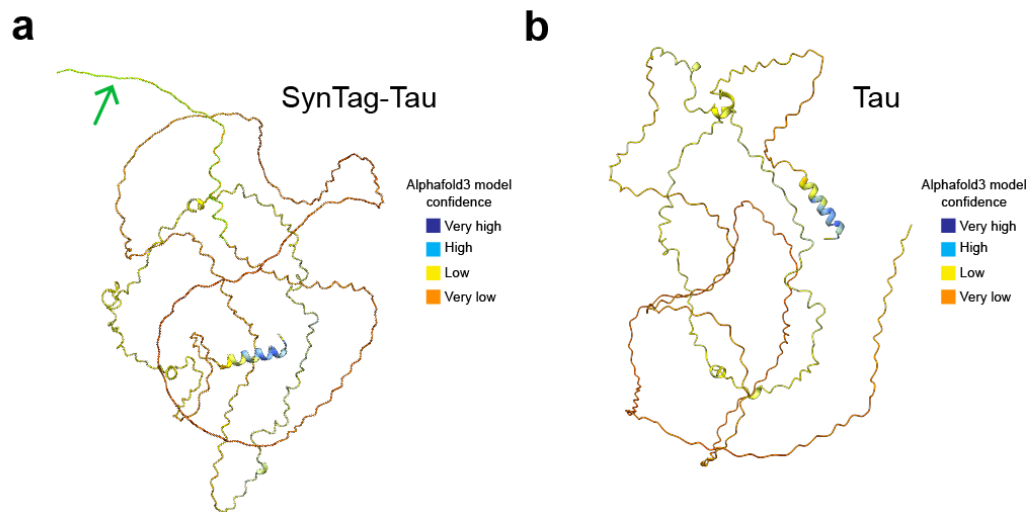 a
SynTag-Tau
Alphafold3 model
confidence
Very high
High
Low
Very low
b
Tau
Alphafold3 model
confidence
Very high
High
Low
Very low